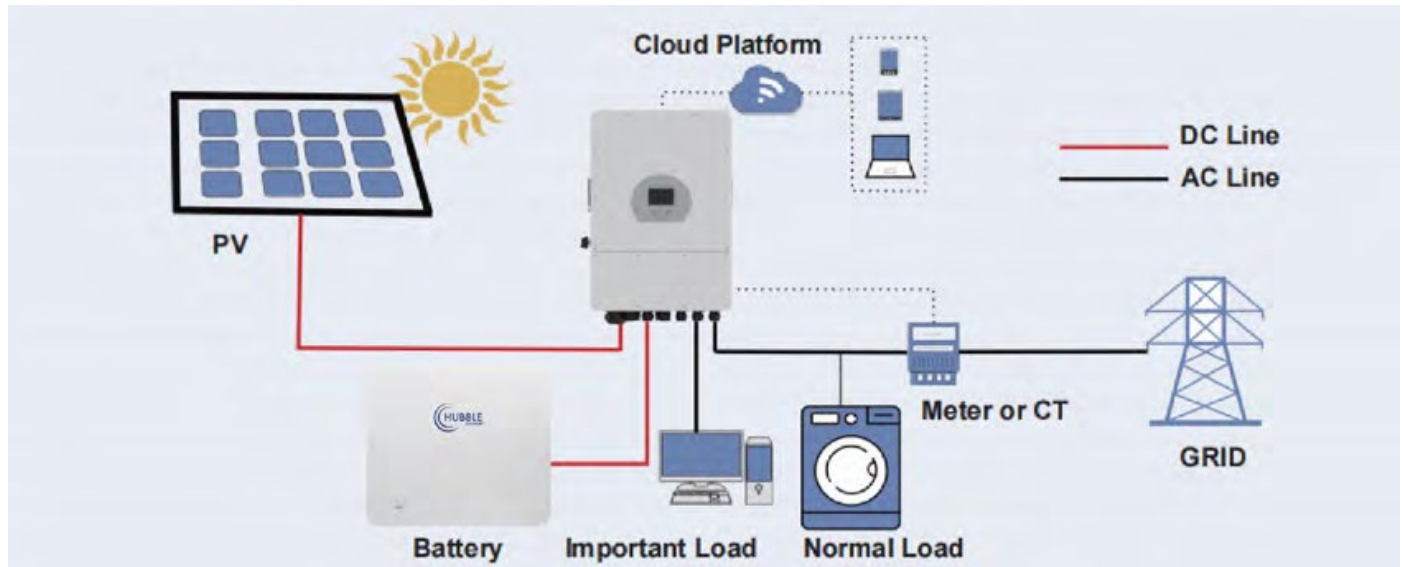 Cloud Platform
DC Line
AC Line
PV
HUBBLE
Meter or CT
GRID
Battery
Important Load
Normal Load